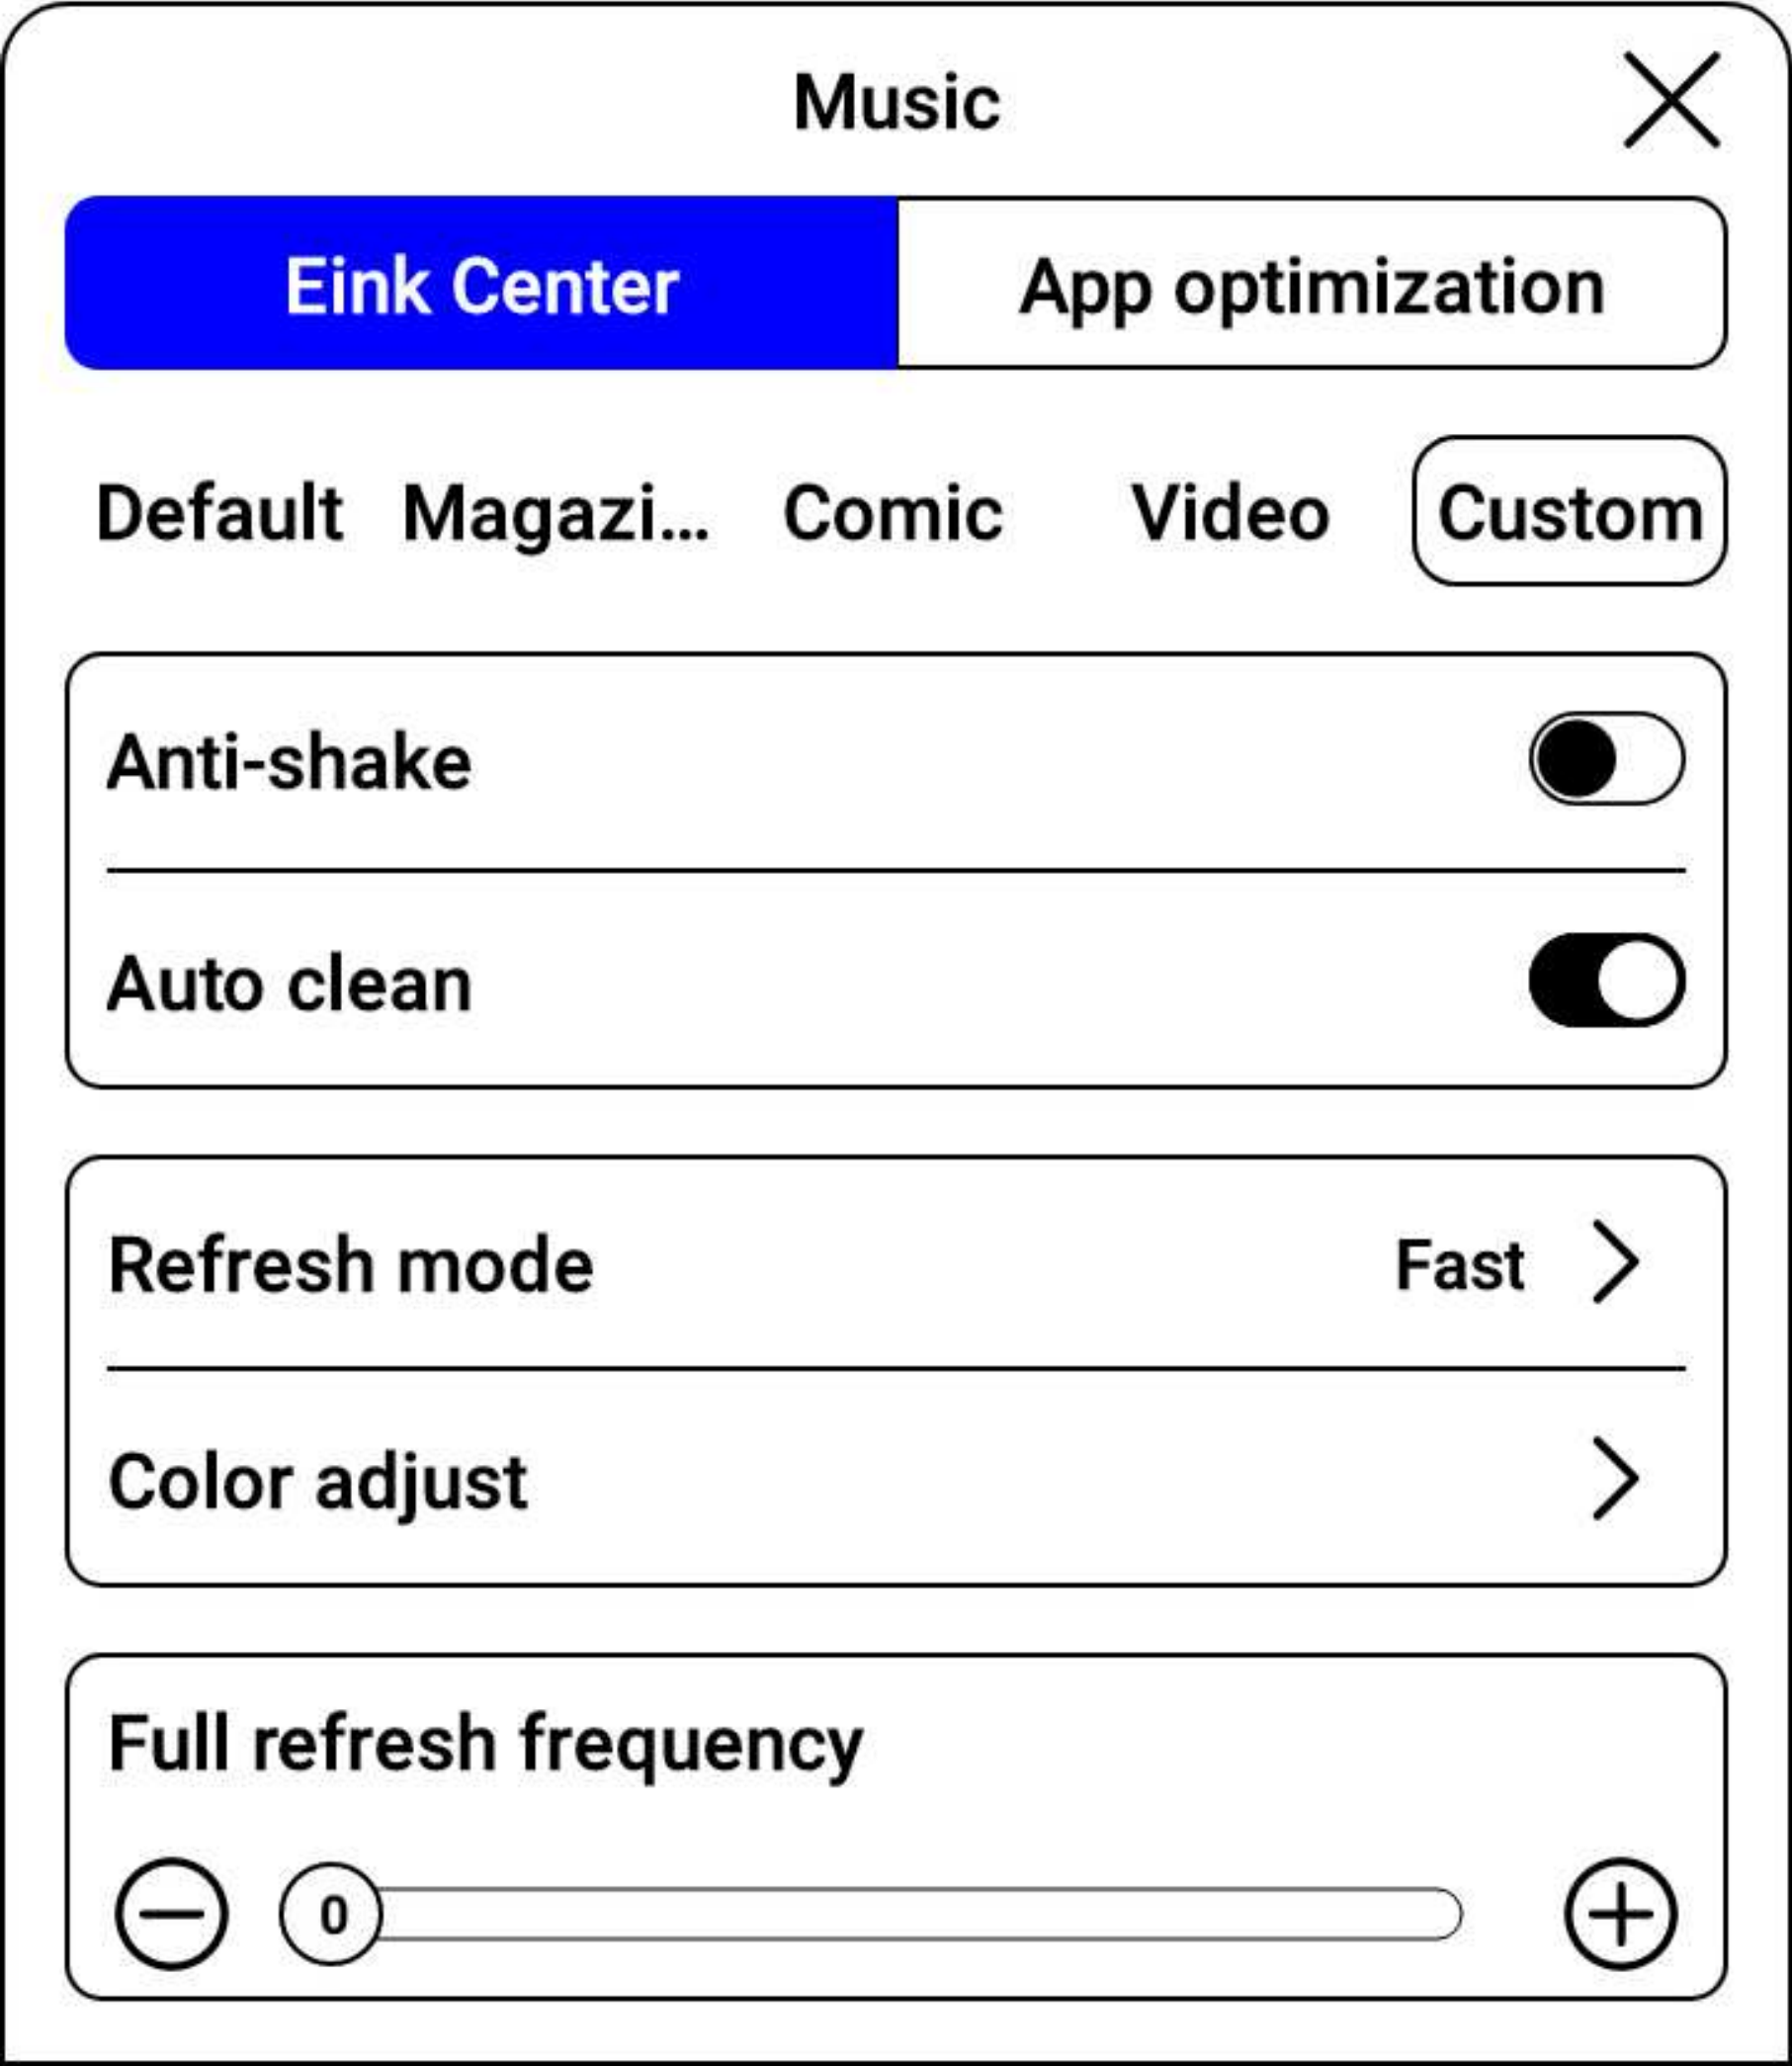 Music
Eink Center App optimization
Default Magazi... Comic Video Custom
Anti-shake
Auto clean
Refresh mode Fast
Color adjust
Full refresh frequency
0